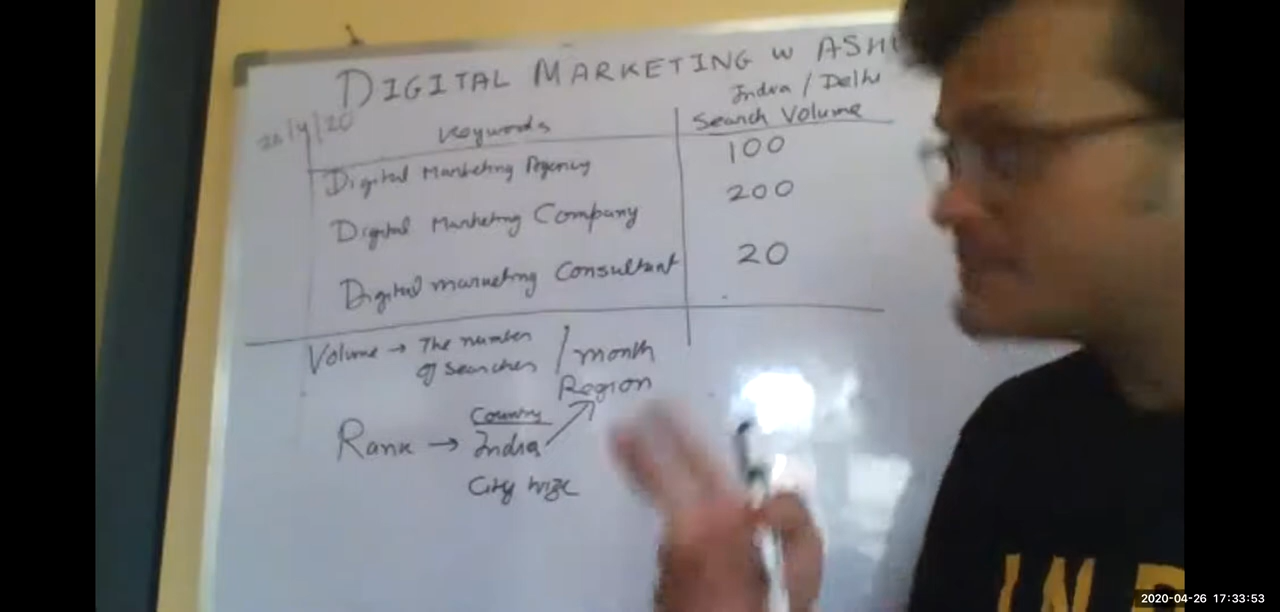 DIGITAL MARKETING W ASH
India / Delhi
26/4/20 Keywords Search Volume
Digital Marketing Agency 100
Digital Marketing Company 200
Digital Marketing Consultant 20
Volume → The number / month
of searches Region
Country
Rank → India
City wise
2020-04-26 17:33:53